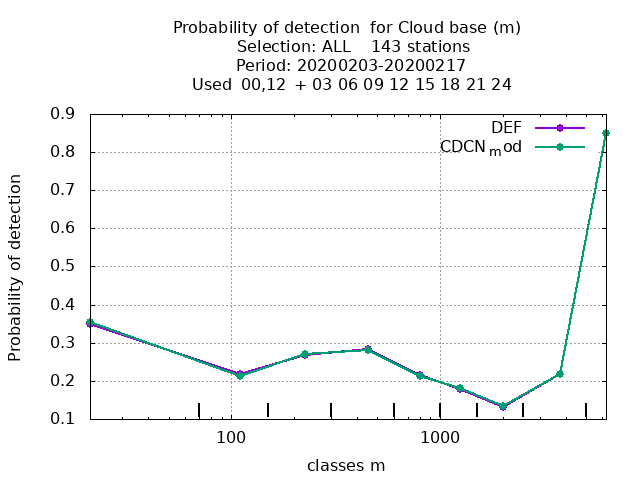 Probability of detection  for Cloud base (m)
Selection: ALL    143 stations
Period: 20200203-20200217
Used  00,12  + 03 06 09 12 15 18 21 24
DEF
CDCNmod
0.9
0.8
0.7
0.6
0.5
0.4
0.3
0.2
0.1
Probability of detection
100
1000
classes m